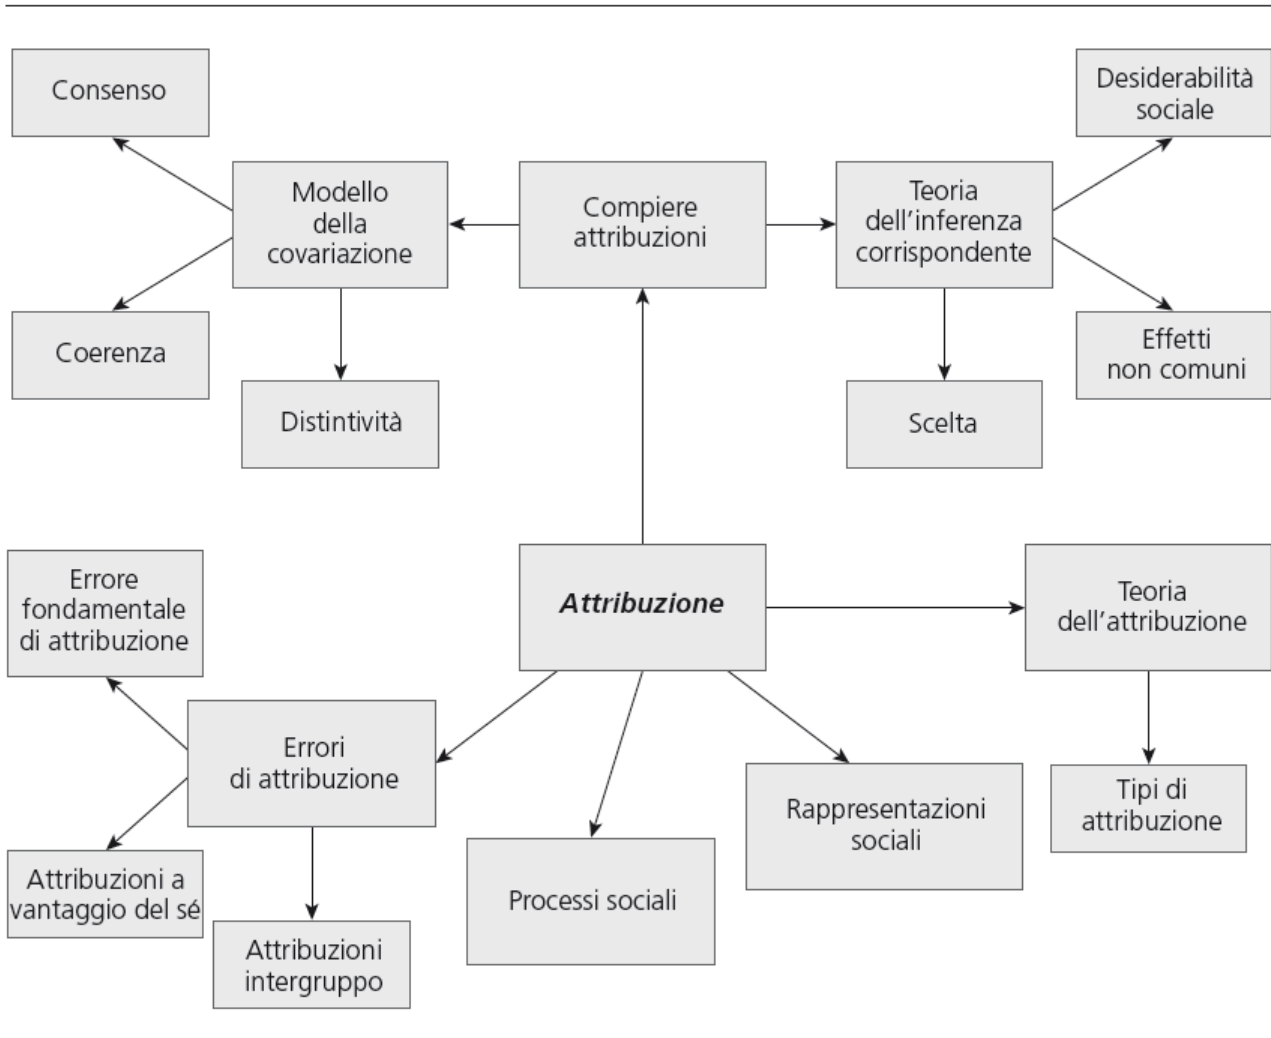 Consenso
Desiderabilità
sociale
Modello
della
covariazione
Compiere
attribuzioni
Teoria
dell'inferenza
corrispondente
Coerenza
Effetti
non comuni
Distintività
Scelta
Errore
fondamentale
di attribuzione
Attribuzione
Teoria
dell'attribuzione
Errori
di attribuzione
Rappresentazioni
sociali
Tipi di
attribuzione
Attribuzioni a
vantaggio del sé
Processi sociali
Attribuzioni
intergruppo